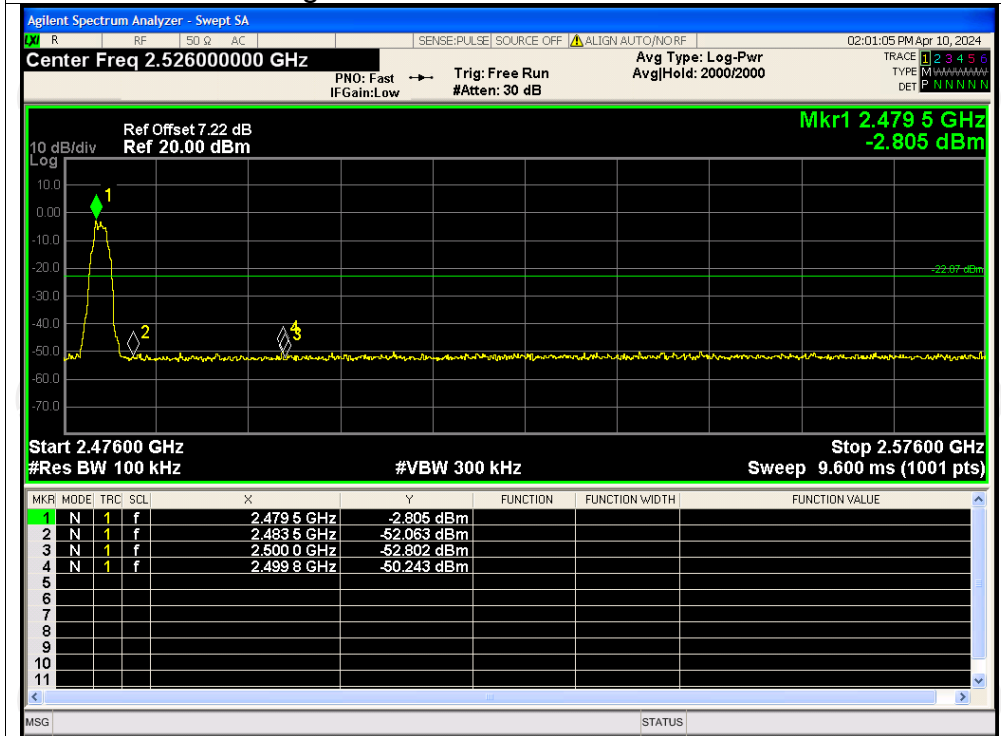 Agilent Spectrum Analyzer - Swept SA
LXI R RF 50 Ω AC SENSE:PULSE SOURCE OFF ALIGN AUTO/NO RF 02:01:05 PM Apr 10, 2024
Center Freq 2.526000000 GHz
PNO: Fast Trig: Free Run
IFGain:Low #Atten: 30 dB
Avg Type: Log-Pwr
Avg|Hold: 2000/2000
TRACE 1 2 3 4 5 6
TYPE M W W W W W
DET P N N N N N
Mkr1 2.479 5 GHz
-2.805 dBm
Ref Offset 7.22 dB
10 dB/div Ref 20.00 dBm
Log
10.0
0.00
-10.0
-20.0
-30.0
-40.0
-50.0
-60.0
-70.0
1
2
4
3
Start 2.47600 GHz Stop 2.57600 GHz
#Res BW 100 kHz #VBW 300 kHz Sweep 9.600 ms (1001 pts)
MKR MODE TRC SCL X Y FUNCTION FUNCTION WIDTH FUNCTION VALUE
1 N 1 f 2.479 5 GHz -2.805 dBm
2 N 1 f 2.483 5 GHz -52.063 dBm
3 N 1 f 2.500 0 GHz -52.802 dBm
4 N 1 f 2.499 8 GHz -50.243 dBm
5
6
7
8
9
10
11
MSG STATUS